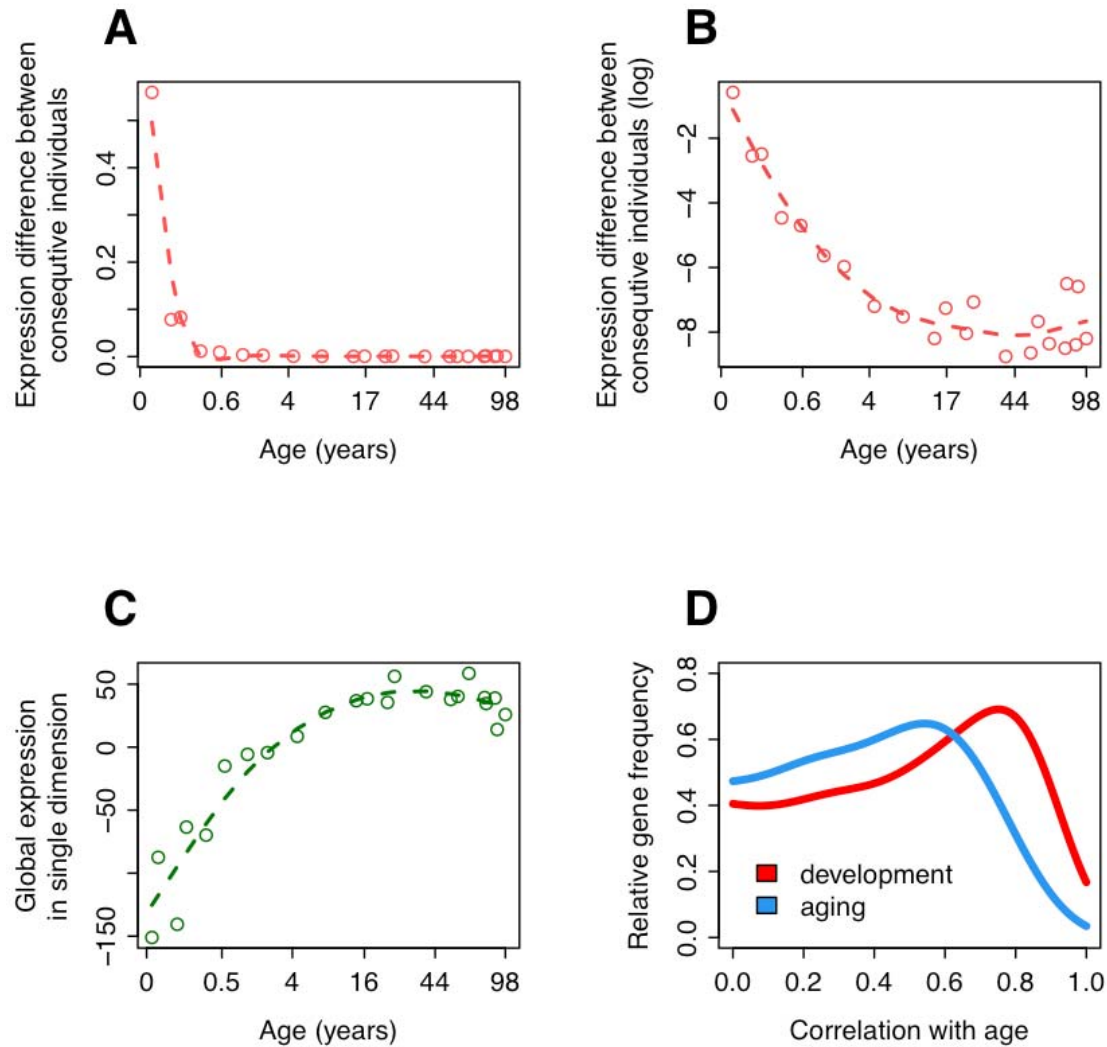 A
Expression difference between
consequtive individuals
0.0
0.2
0.4
0
0.6
4
17
44
98
Age (years)
B
Expression difference between
consequtive individuals (log)
−2
−4
−6
−8
0
0.6
4
17
44
98
Age (years)
C
Global expression
in single dimension
50
0
−50
−150
0
0.5
4
16
44
98
Age (years)
D
Relative gene frequency
0.8
0.6
0.4
0.2
0.0
development
aging
0.0
0.2
0.4
0.6
0.8
1.0
Correlation with age